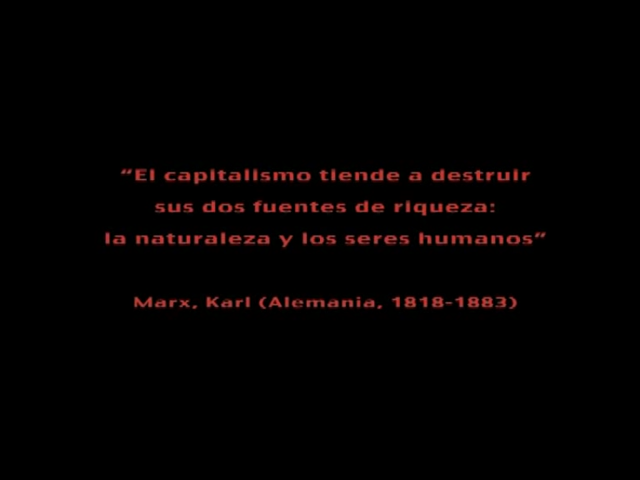 “El capitalismo tiende a destruir
sus dos fuentes de riqueza:
la naturaleza y los seres humanos”
Marx, Karl (Alemania, 1818-1883)